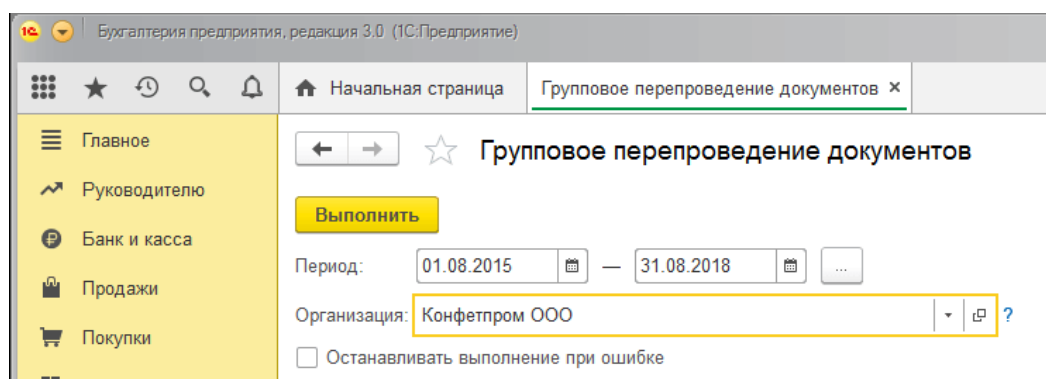 1С Бухгалтерия предприятия, редакция 3.0 (1С:Предприятие)
Начальная страница Групповое перепроведение документов ×
Главное
Групповое перепроведение документов
Руководителю
Выполнить
Банк и касса
Период: 01.08.2015 — 31.08.2018 ...
Продажи
Организация: Конфетпром ООО ?
Покупки
Останавливать выполнение при ошибке